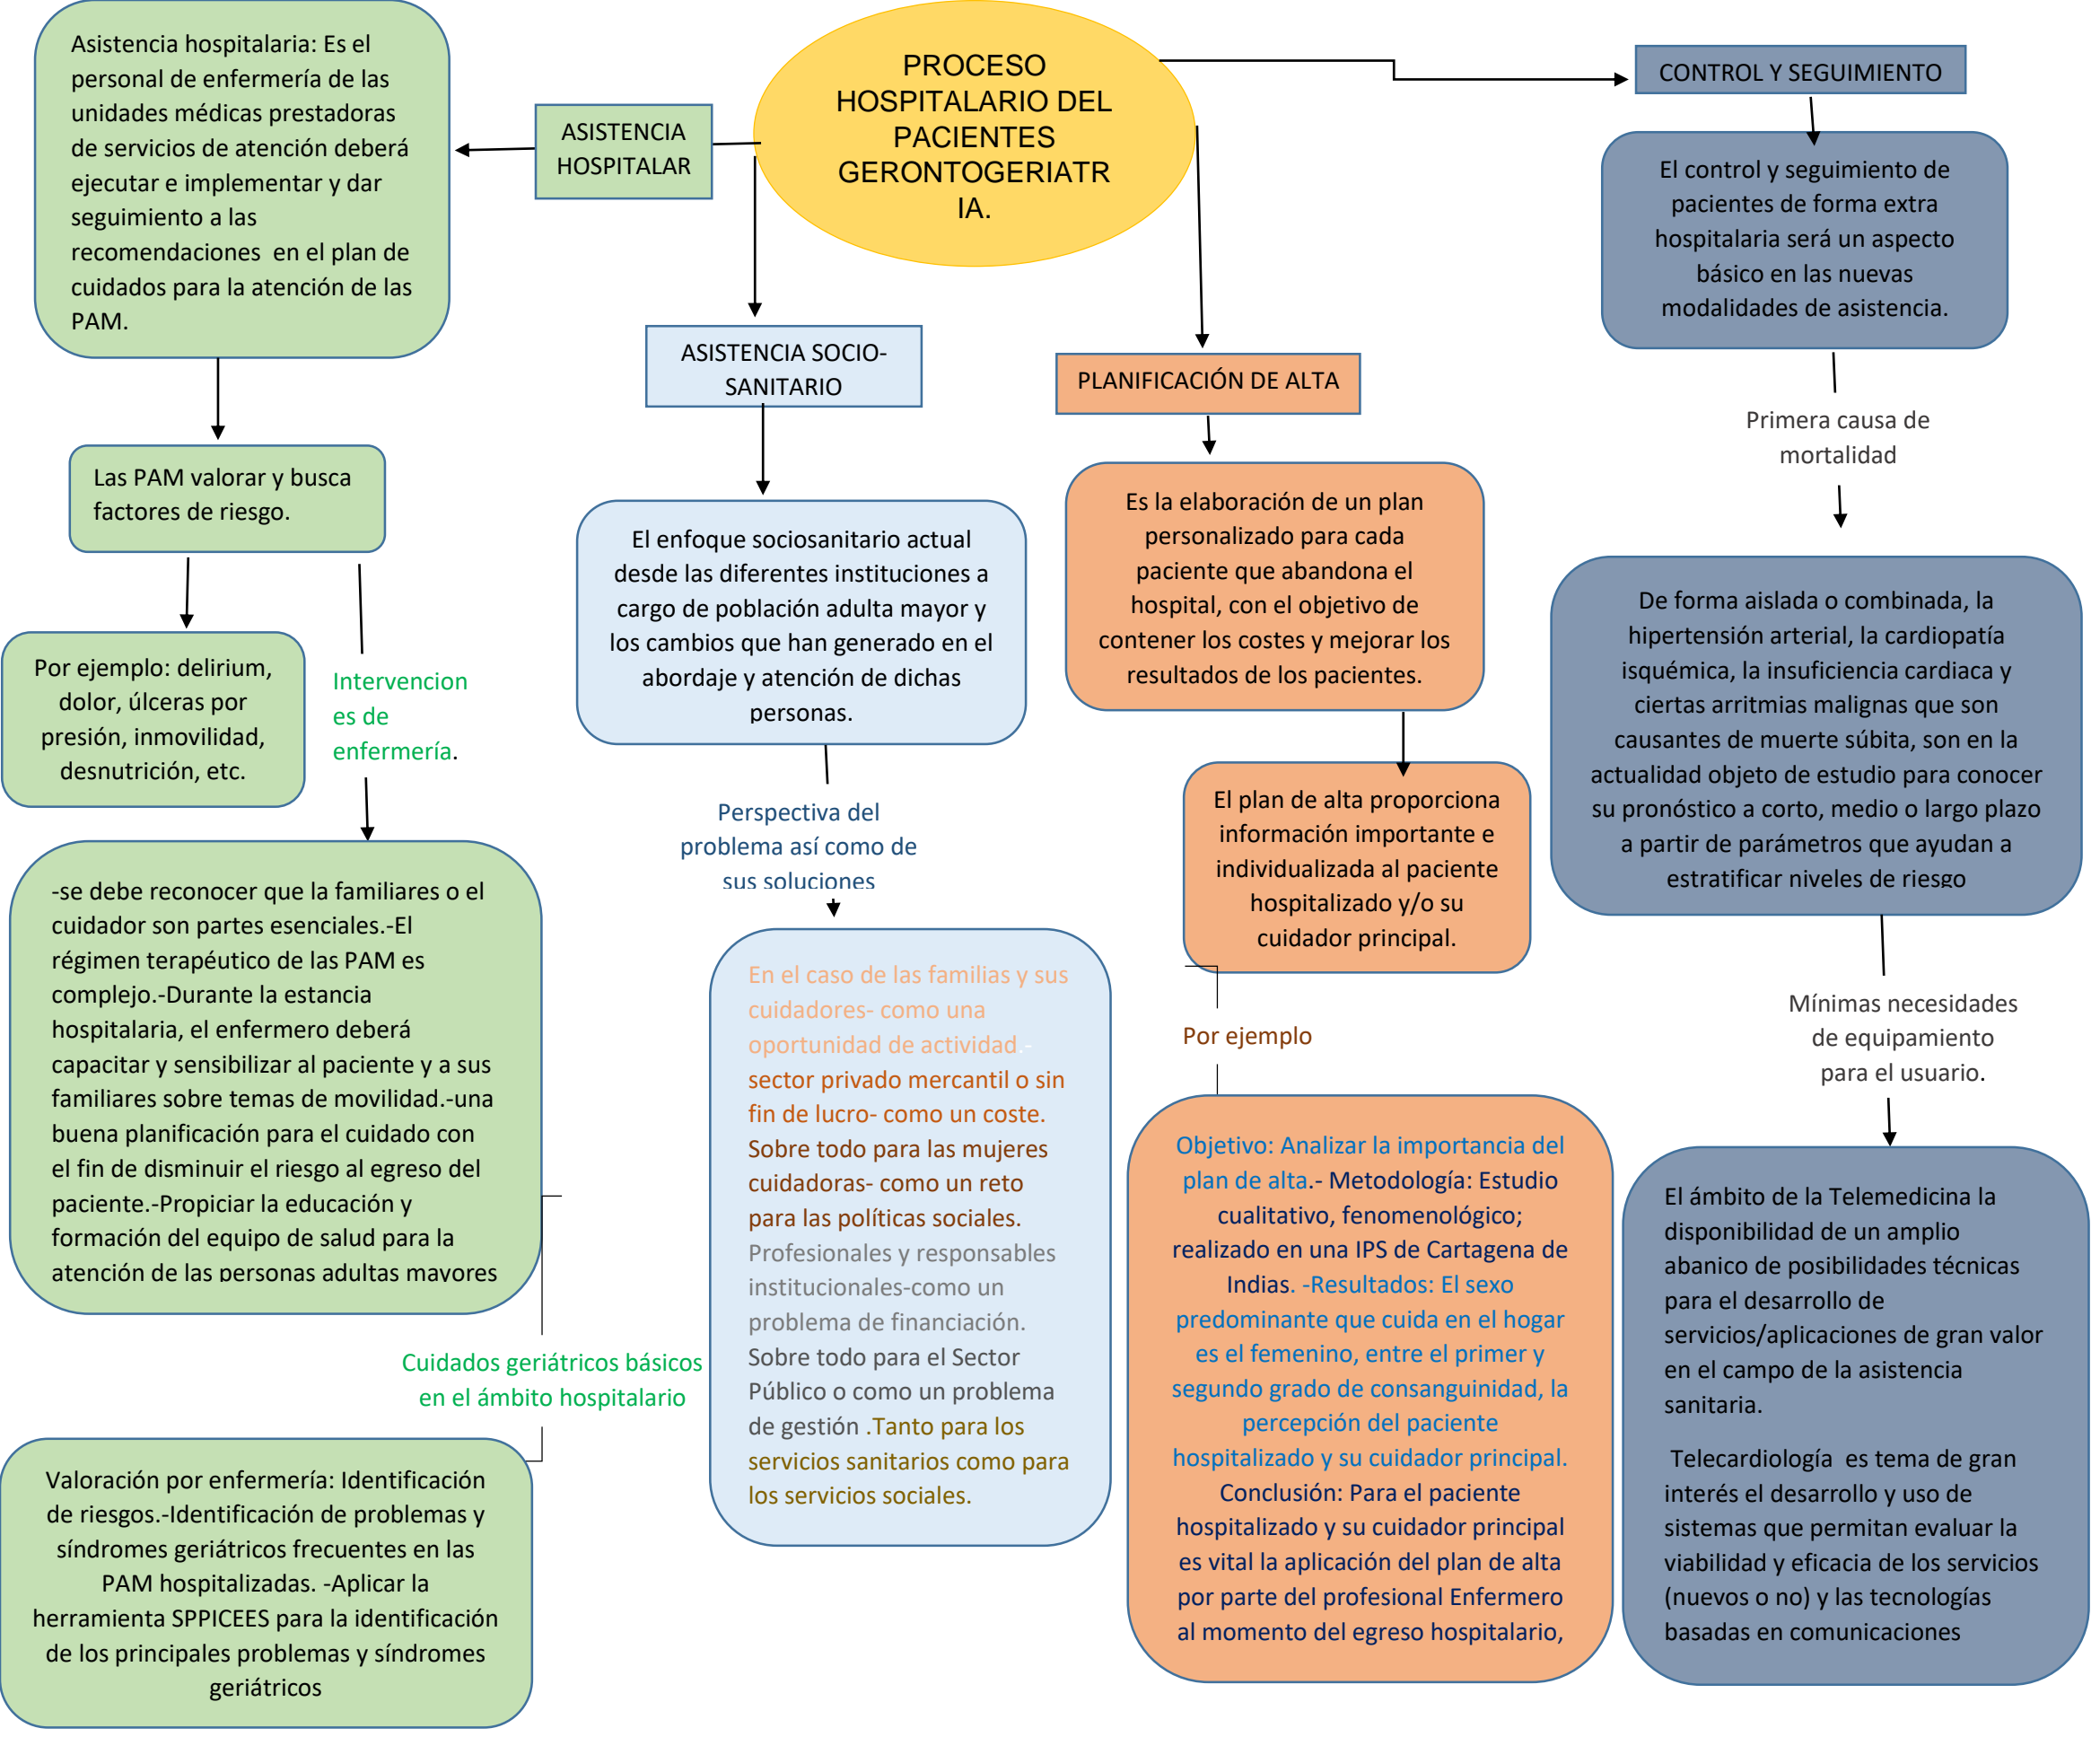 PROCESO
HOSPITALARIO DEL
PACIENTES
GERONTOGERIATR
IA.
ASISTENCIA
HOSPITALAR
Asistencia hospitalaria: Es el
personal de enfermería de las
unidades médicas prestadoras
de servicios de atención deberá
ejecutar e implementar y dar
seguimiento a las
recomendaciones  en el plan de
cuidados para la atención de las
PAM.
Las PAM valorar y busca
factores de riesgo.
Por ejemplo: delirium,
dolor, úlceras por
presión, inmovilidad,
desnutrición, etc.
Intervencion
es de
enfermería.
-se debe reconocer que la familiares o el
cuidador son partes esenciales.-El
régimen terapéutico de las PAM es
complejo.-Durante la estancia
hospitalaria, el enfermero deberá
capacitar y sensibilizar al paciente y a sus
familiares sobre temas de movilidad.-una
buena planificación para el cuidado con
el fin de disminuir el riesgo al egreso del
paciente.-Propiciar la educación y
formación del equipo de salud para la
atención de las personas adultas mayores
Cuidados geriátricos básicos
en el ámbito hospitalario
Valoración por enfermería: Identificación
de riesgos.-Identificación de problemas y
síndromes geriátricos frecuentes en las
PAM hospitalizadas. -Aplicar la
herramienta SPPICEES para la identificación
de los principales problemas y síndromes
geriátricos
ASISTENCIA SOCIO-
SANITARIO
El enfoque sociosanitario actual
desde las diferentes instituciones a
cargo de población adulta mayor y
los cambios que han generado en el
abordaje y atención de dichas
personas.
Perspectiva del
problema así como de
sus soluciones
En el caso de las familias y sus
cuidadores- como una
oportunidad de actividad.-
sector privado mercantil o sin
fin de lucro- como un coste.
Sobre todo para las mujeres
cuidadoras- como un reto
para las políticas sociales.
Profesionales y responsables
institucionales-como un
problema de financiación.
Sobre todo para el Sector
Público o como un problema
de gestión .Tanto para los
servicios sanitarios como para
los servicios sociales.
PLANIFICACIÓN DE ALTA
Es la elaboración de un plan
personalizado para cada
paciente que abandona el
hospital, con el objetivo de
contener los costes y mejorar los
resultados de los pacientes.
El plan de alta proporciona
información importante e
individualizada al paciente
hospitalizado y/o su
cuidador principal.
Por ejemplo
Objetivo: Analizar la importancia del
plan de alta.- Metodología: Estudio
cualitativo, fenomenológico;
realizado en una IPS de Cartagena de
Indias. -Resultados: El sexo
predominante que cuida en el hogar
es el femenino, entre el primer y
segundo grado de consanguinidad, la
percepción del paciente
hospitalizado y su cuidador principal.
Conclusión: Para el paciente
hospitalizado y su cuidador principal
es vital la aplicación del plan de alta
por parte del profesional Enfermero
al momento del egreso hospitalario,
CONTROL Y SEGUIMIENTO
El control y seguimiento de
pacientes de forma extra
hospitalaria será un aspecto
básico en las nuevas
modalidades de asistencia.
Primera causa de
mortalidad
De forma aislada o combinada, la
hipertensión arterial, la cardiopatía
isquémica, la insuficiencia cardiaca y
ciertas arritmias malignas que son
causantes de muerte súbita, son en la
actualidad objeto de estudio para conocer
su pronóstico a corto, medio o largo plazo
a partir de parámetros que ayudan a
estratificar niveles de riesgo
Mínimas necesidades
de equipamiento
para el usuario.
El ámbito de la Telemedicina la
disponibilidad de un amplio
abanico de posibilidades técnicas
para el desarrollo de
servicios/aplicaciones de gran valor
en el campo de la asistencia
sanitaria.
Telecardiología  es tema de gran
interés el desarrollo y uso de
sistemas que permitan evaluar la
viabilidad y eficacia de los servicios
(nuevos o no) y las tecnologías
basadas en comunicaciones